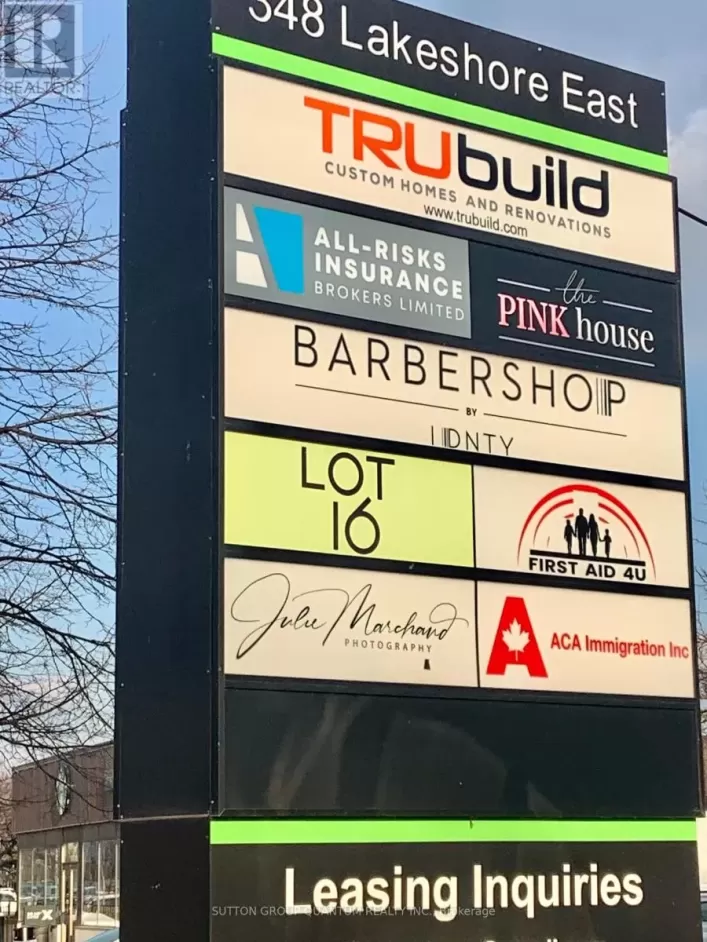 REALTOR
348 Lakeshore East
TRUbuild
CUSTOM HOMES AND RENOVATIONS
www.trubuild.com
ALL-RISKS
INSURANCE
BROKERS LIMITED
the
PINK house
BARBERSHOP
BY
IDNTY
LOT
16
FIRST AID 4U
Julie Marchand
PHOTOGRAPHY
ACA Immigration Inc
Leasing Inquiries
SUTTON GROUP QUANTUM REALTY INC., Brokerage